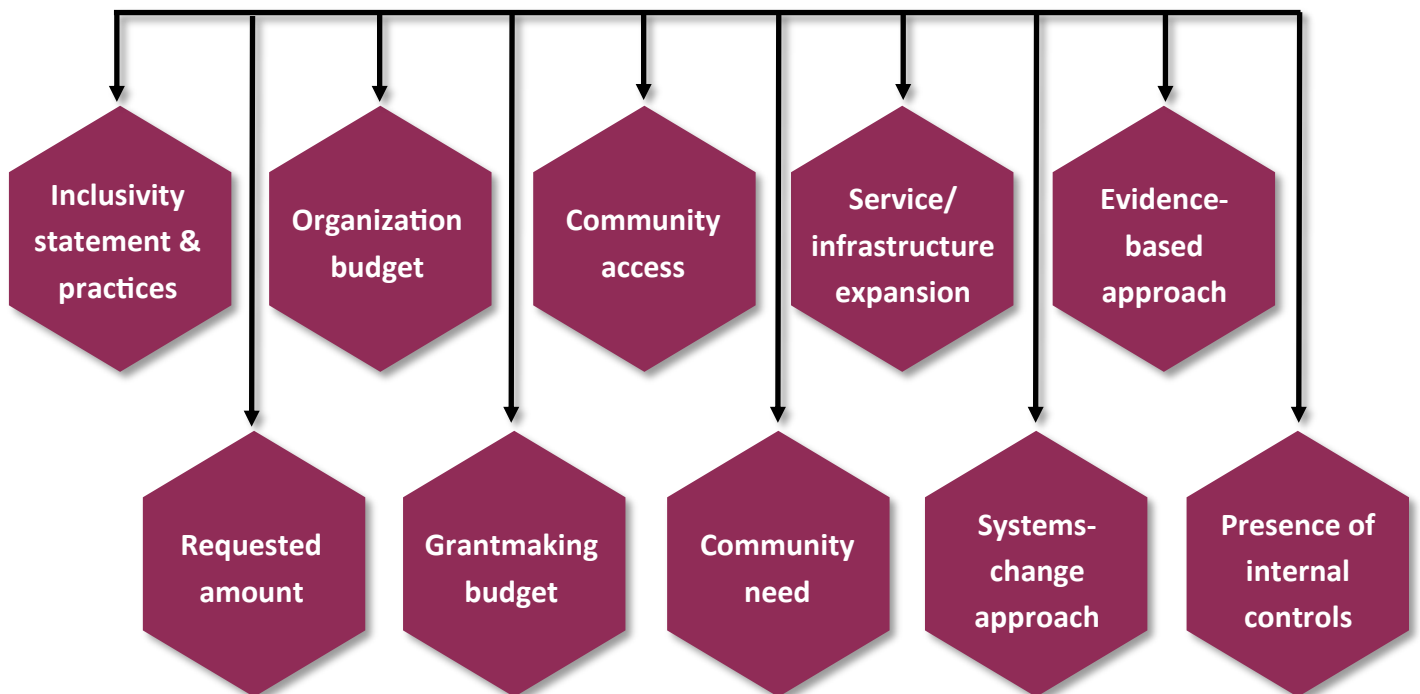 Inclusivity
statement &
practices
Organization
budget
Community
access
Service/
infrastructure
expansion
Evidence-
based
approach
Requested
amount
Grantmaking
budget
Community
need
Systems-
change
approach
Presence of
internal
controls